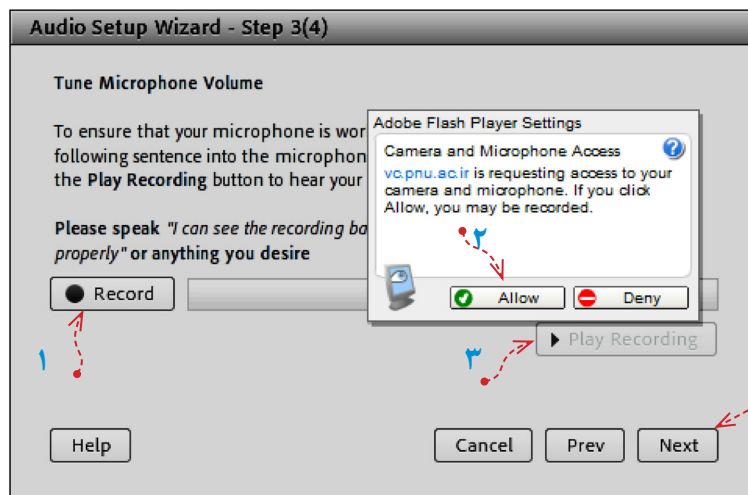 Audio Setup Wizard - Step 3(4)
Tune Microphone Volume
To ensure that your microphone is wor
following sentence into the microphon
the Play Recording button to hear your
Please speak "I can see the recording ba
properly" or anything you desire
Adobe Flash Player Settings
Camera and Microphone Access
vc.pnu.ac.ir is requesting access to your
camera and microphone. If you click
Allow, you may be recorded.
۲
Allow Deny
Record
۱
۳
Play Recording
Help Cancel Prev Next